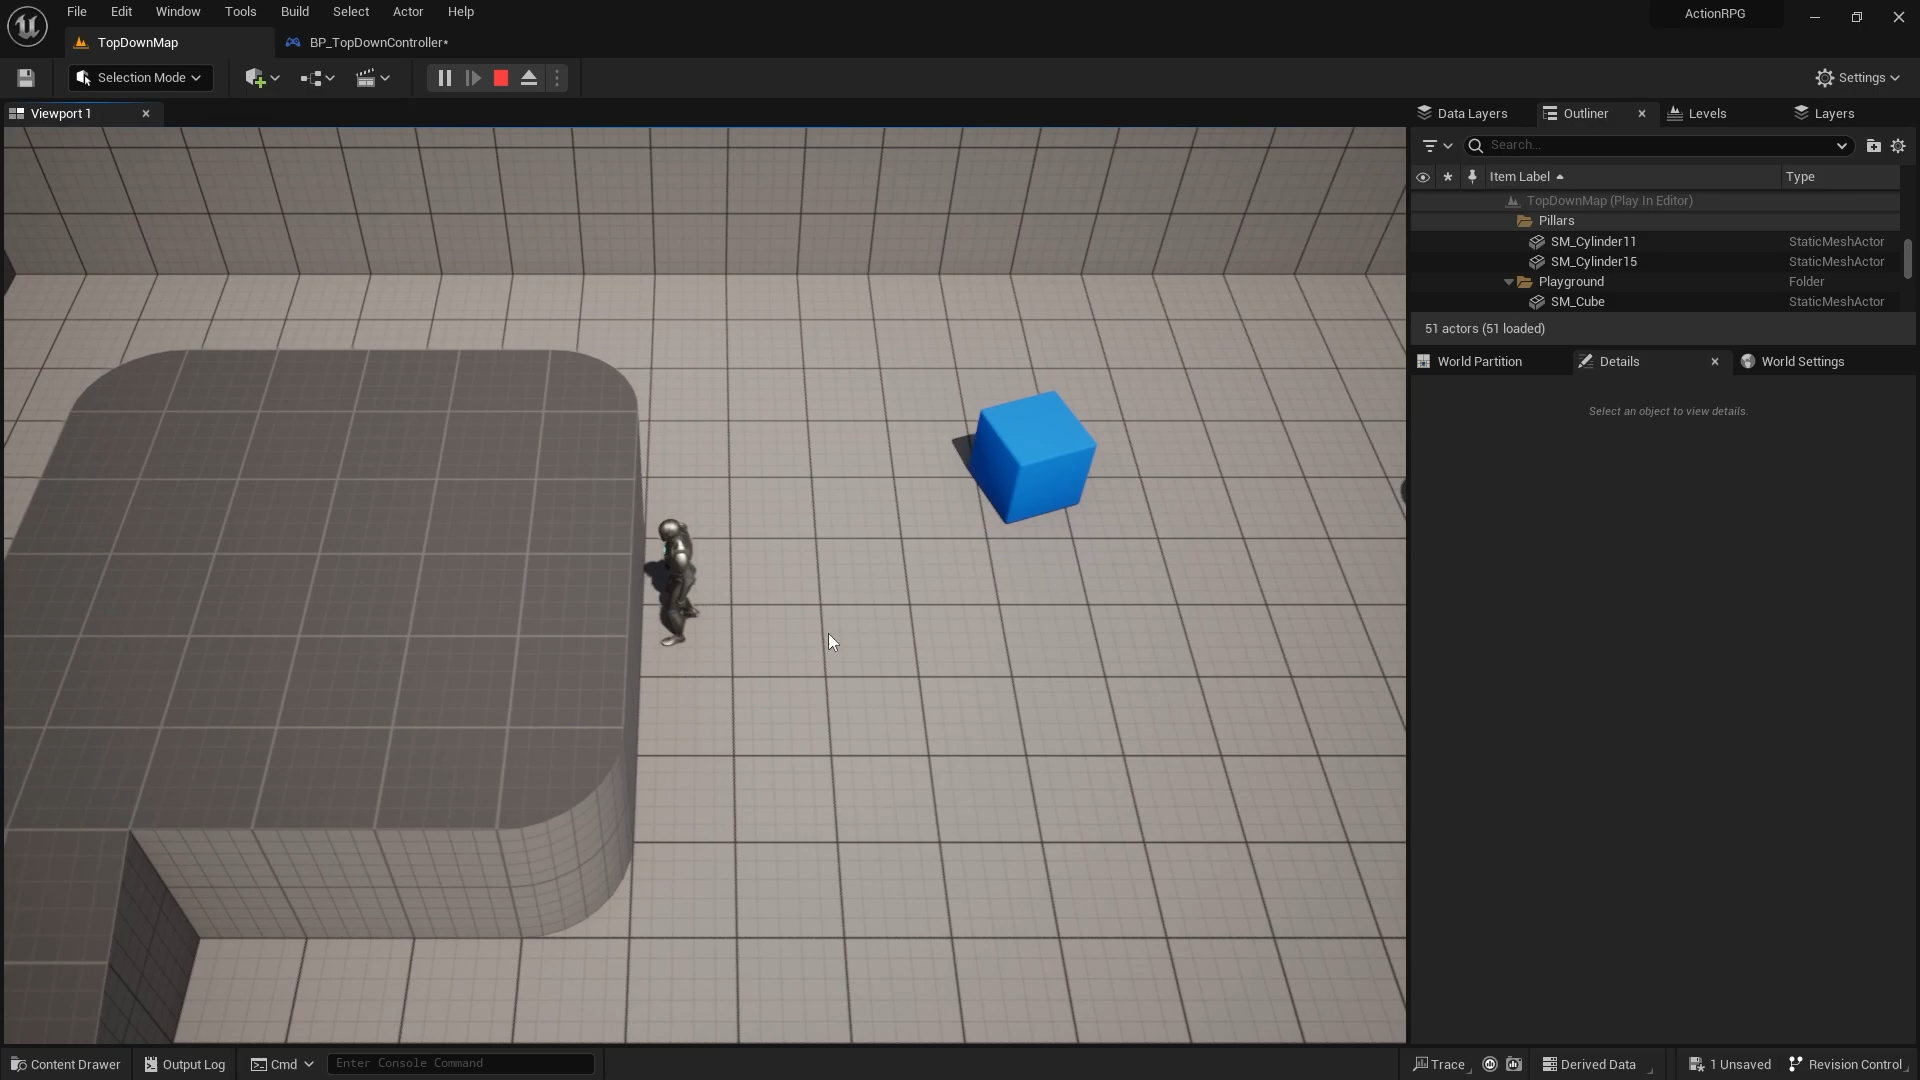 File Edit Window Tools Build Select Actor Help
ActionRPG
TopDownMap
BP_TopDownController*
Selection Mode
Settings
Viewport 1
Data Layers
Outliner
Levels
Layers
Search...
Item Label
Type
TopDownMap (Play In Editor)
Pillars
SM_Cylinder11 StaticMeshActor
SM_Cylinder15 StaticMeshActor
Playground Folder
SM_Cube StaticMeshActor
51 actors (51 loaded)
World Partition
Details
World Settings
Select an object to view details.
Content Drawer
Output Log
Cmd
Enter Console Command
Trace
Derived Data
1 Unsaved
Revision Control